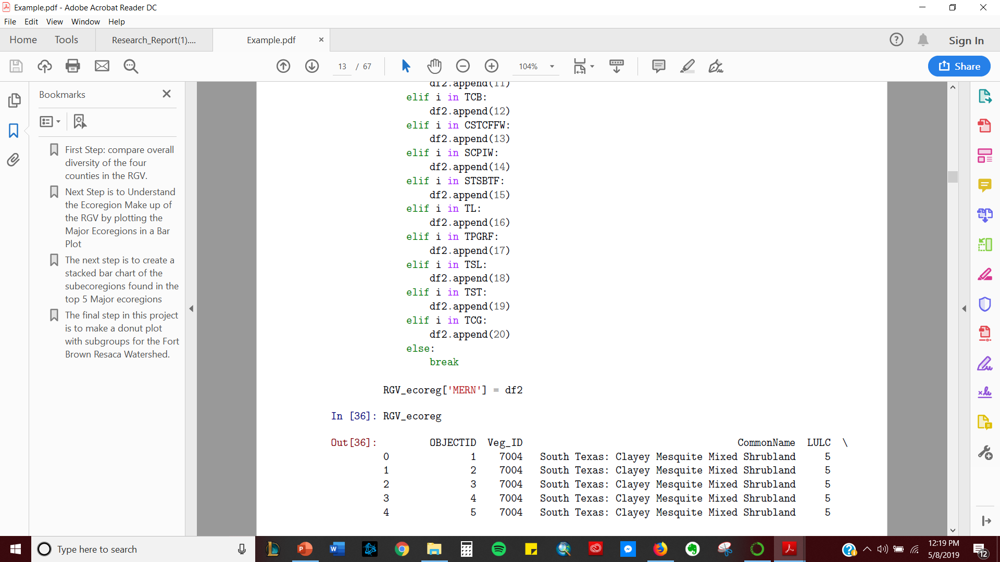 Example.pdf - Adobe Acrobat Reader DC
File Edit View Window Help
Home Tools Research_Report(1).... Example.pdf × Sign In
13 / 67 104% Share
Bookmarks
First Step: compare overall
diversity of the four
counties in the RGV.
Next Step is to Understand
the Ecoregion Make up of
the RGV by plotting the
Major Ecoregions in a Bar
Plot
The next step is to create a
stacked bar chart of the
subecoregions found in the
top 5 Major ecoregions
The final step in this project
is to make a donut plot
with subgroups for the Fort
Brown Resaca Watershed.
df2.append(11)
elif i in TCB:
df2.append(12)
elif i in CSTCFFW:
df2.append(13)
elif i in SCPIW:
df2.append(14)
elif i in STSBTF:
df2.append(15)
elif i in TL:
df2.append(16)
elif i in TPGRF:
df2.append(17)
elif i in TSL:
df2.append(18)
elif i in TST:
df2.append(19)
elif i in TCG:
df2.append(20)
else:
break
RGV_ecoreg['MERN'] = df2
In [36]: RGV_ecoreg
Out[36]: OBJECTID Veg_ID CommonName LULC \
0 1 7004 South Texas: Clayey Mesquite Mixed Shrubland 5
1 2 7004 South Texas: Clayey Mesquite Mixed Shrubland 5
2 3 7004 South Texas: Clayey Mesquite Mixed Shrubland 5
3 4 7004 South Texas: Clayey Mesquite Mixed Shrubland 5
4 5 7004 South Texas: Clayey Mesquite Mixed Shrubland 5
Type here to search
12:19 PM
5/8/2019
12